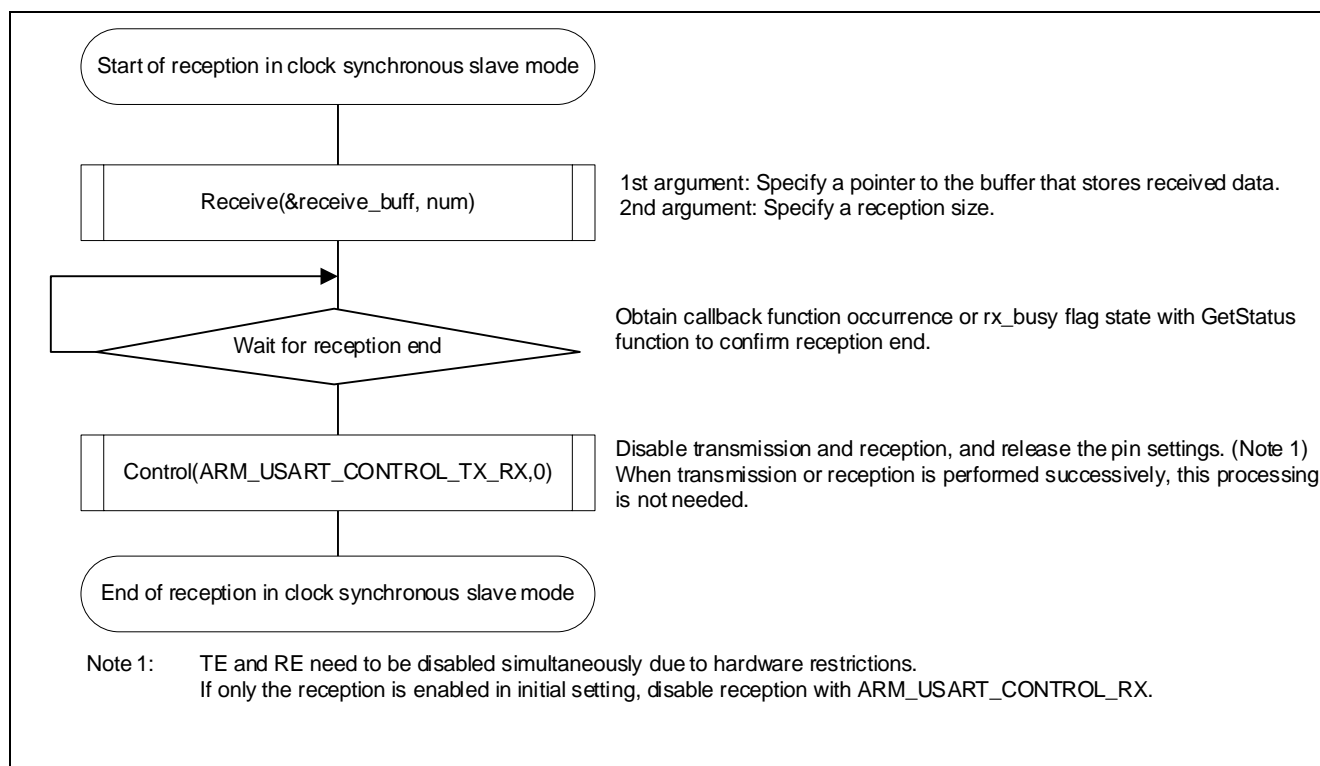 Start of reception in clock synchronous slave mode
Receive(&receive_buff, num)
1st argument: Specify a pointer to the buffer that stores received data.
2nd argument: Specify a reception size.
Wait for reception end
Obtain callback function occurrence or rx_busy flag state with GetStatus
function to confirm reception end.
Control(ARM_USART_CONTROL_TX_RX,0)
Disable transmission and reception, and release the pin settings. (Note 1)
When transmission or reception is performed successively, this processing
is not needed.
End of reception in clock synchronous slave mode
Note 1: TE and RE need to be disabled simultaneously due to hardware restrictions.
If only the reception is enabled in initial setting, disable reception with ARM_USART_CONTROL_RX.